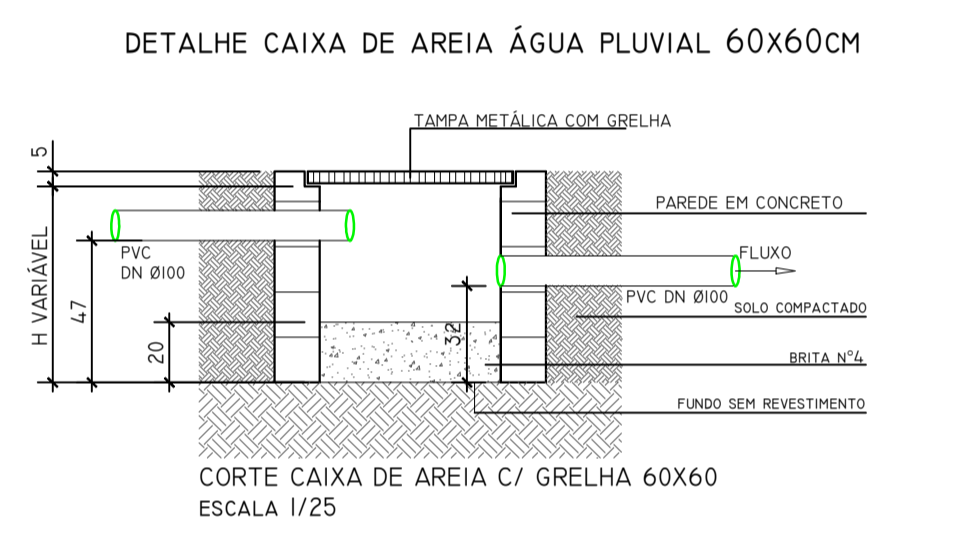 DETALHE CAIXA DE AREIA ÁGUA PLUVIAL 60X60CM
TAMPA METÁLICA COM GRELHA
5
PAREDE EM CONCRETO
H VARIÁVEL
PVC
DN Ø100
FLUXO
47
PVC DN Ø100
SOLO COMPACTADO
20
32
BRITA N°4
FUNDO SEM REVESTIMENTO
CORTE CAIXA DE AREIA C/ GRELHA 60X60
ESCALA 1/25